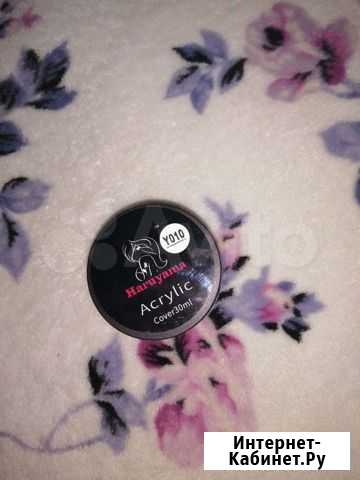 Y010
Haruyama
Acrylic
Cover30ml
Интернет-
Кабинет.Ру